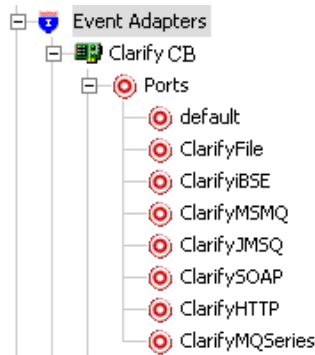 Event Adapters
Clarify CB
Ports
default
ClarifyFile
ClarifyiBSE
ClarifyMSMQ
ClarifyJMSQ
ClarifySOAP
ClarifyHTTP
ClarifyMQSeries